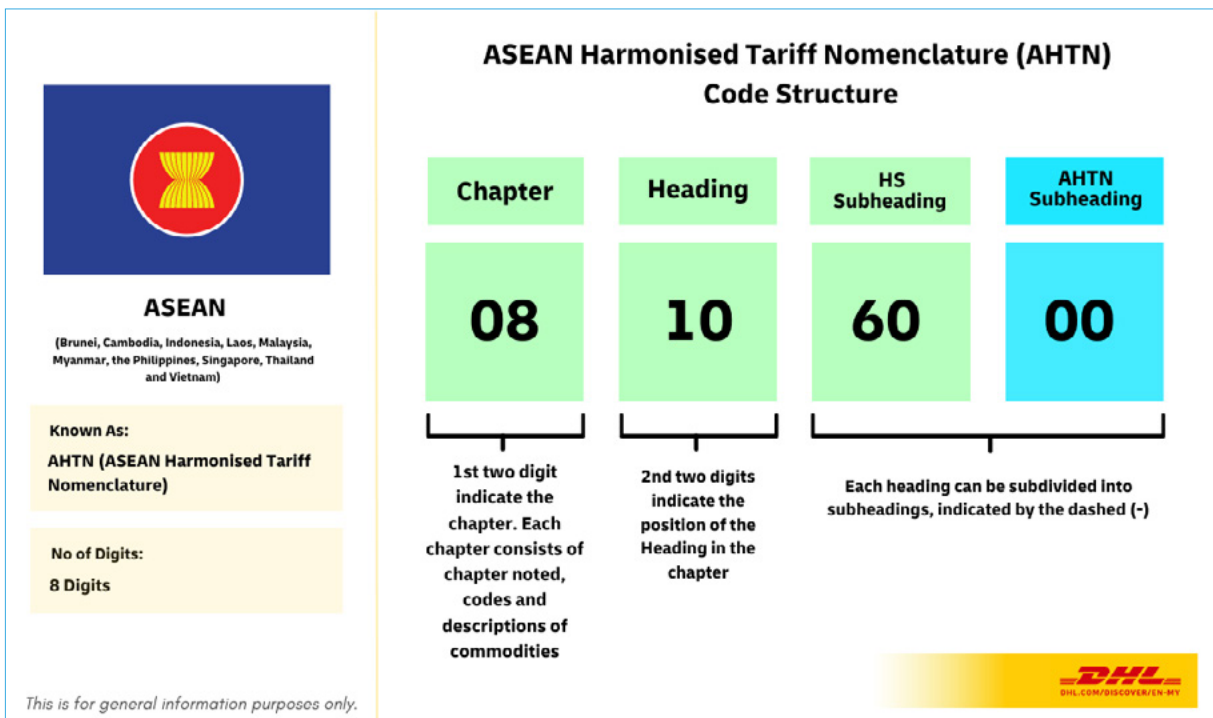 ASEAN Harmonised Tariff Nomenclature (AHTN)
Code Structure
ASEAN
(Brunei, Cambodia, Indonesia, Laos, Malaysia,
Myanmar, the Philippines, Singapore, Thailand
and Vietnam)
Known As:
AHTN (ASEAN Harmonised Tariff
Nomenclature)
No of Digits:
8 Digits
This is for general information purposes only.
Chapter
Heading
HS
Subheading
AHTN
Subheading
08
10
60
00
1st two digit
indicate the
chapter. Each
chapter consists of
chapter noted,
codes and
descriptions of
commodities
2nd two digits
indicate the
position of the
Heading in the
chapter
Each heading can be subdivided into
subheadings, indicated by the dashed (-)
DHL
DHL.COM/DISCOVER/EN-MY